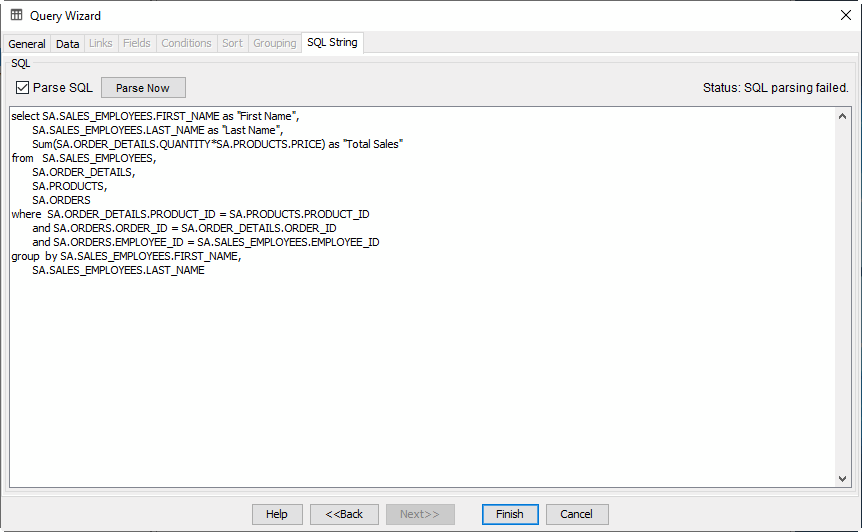 Query Wizard
General Data Links Fields Conditions Sort Grouping SQL String
SQL
Parse SQL Parse Now Status: SQL parsing failed.
select SA.SALES_EMPLOYEES.FIRST_NAME as "First Name",
SA.SALES_EMPLOYEES.LAST_NAME as "Last Name",
Sum(SA.ORDER_DETAILS.QUANTITY*SA.PRODUCTS.PRICE) as "Total Sales"
from SA.SALES_EMPLOYEES,
SA.ORDER_DETAILS,
SA.PRODUCTS,
SA.ORDERS
where SA.ORDER_DETAILS.PRODUCT_ID = SA.PRODUCTS.PRODUCT_ID
and SA.ORDERS.ORDER_ID = SA.ORDER_DETAILS.ORDER_ID
and SA.ORDERS.EMPLOYEE_ID = SA.SALES_EMPLOYEES.EMPLOYEE_ID
group by SA.SALES_EMPLOYEES.FIRST_NAME,
SA.SALES_EMPLOYEES.LAST_NAME
Help <<Back Next>> Finish Cancel